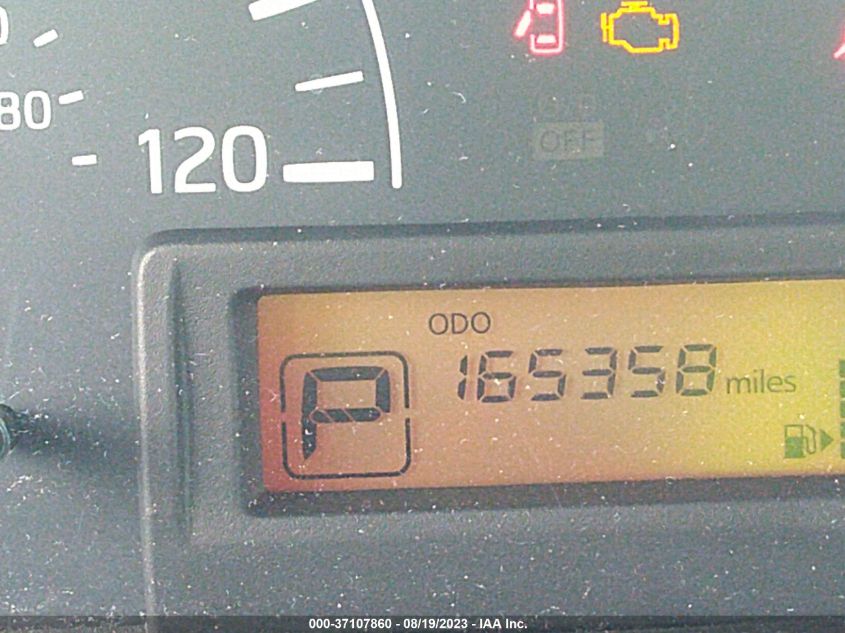 80
120
OFF
ODO
P
165358 miles
000-37107860 - 08/19/2023 - IAA Inc.